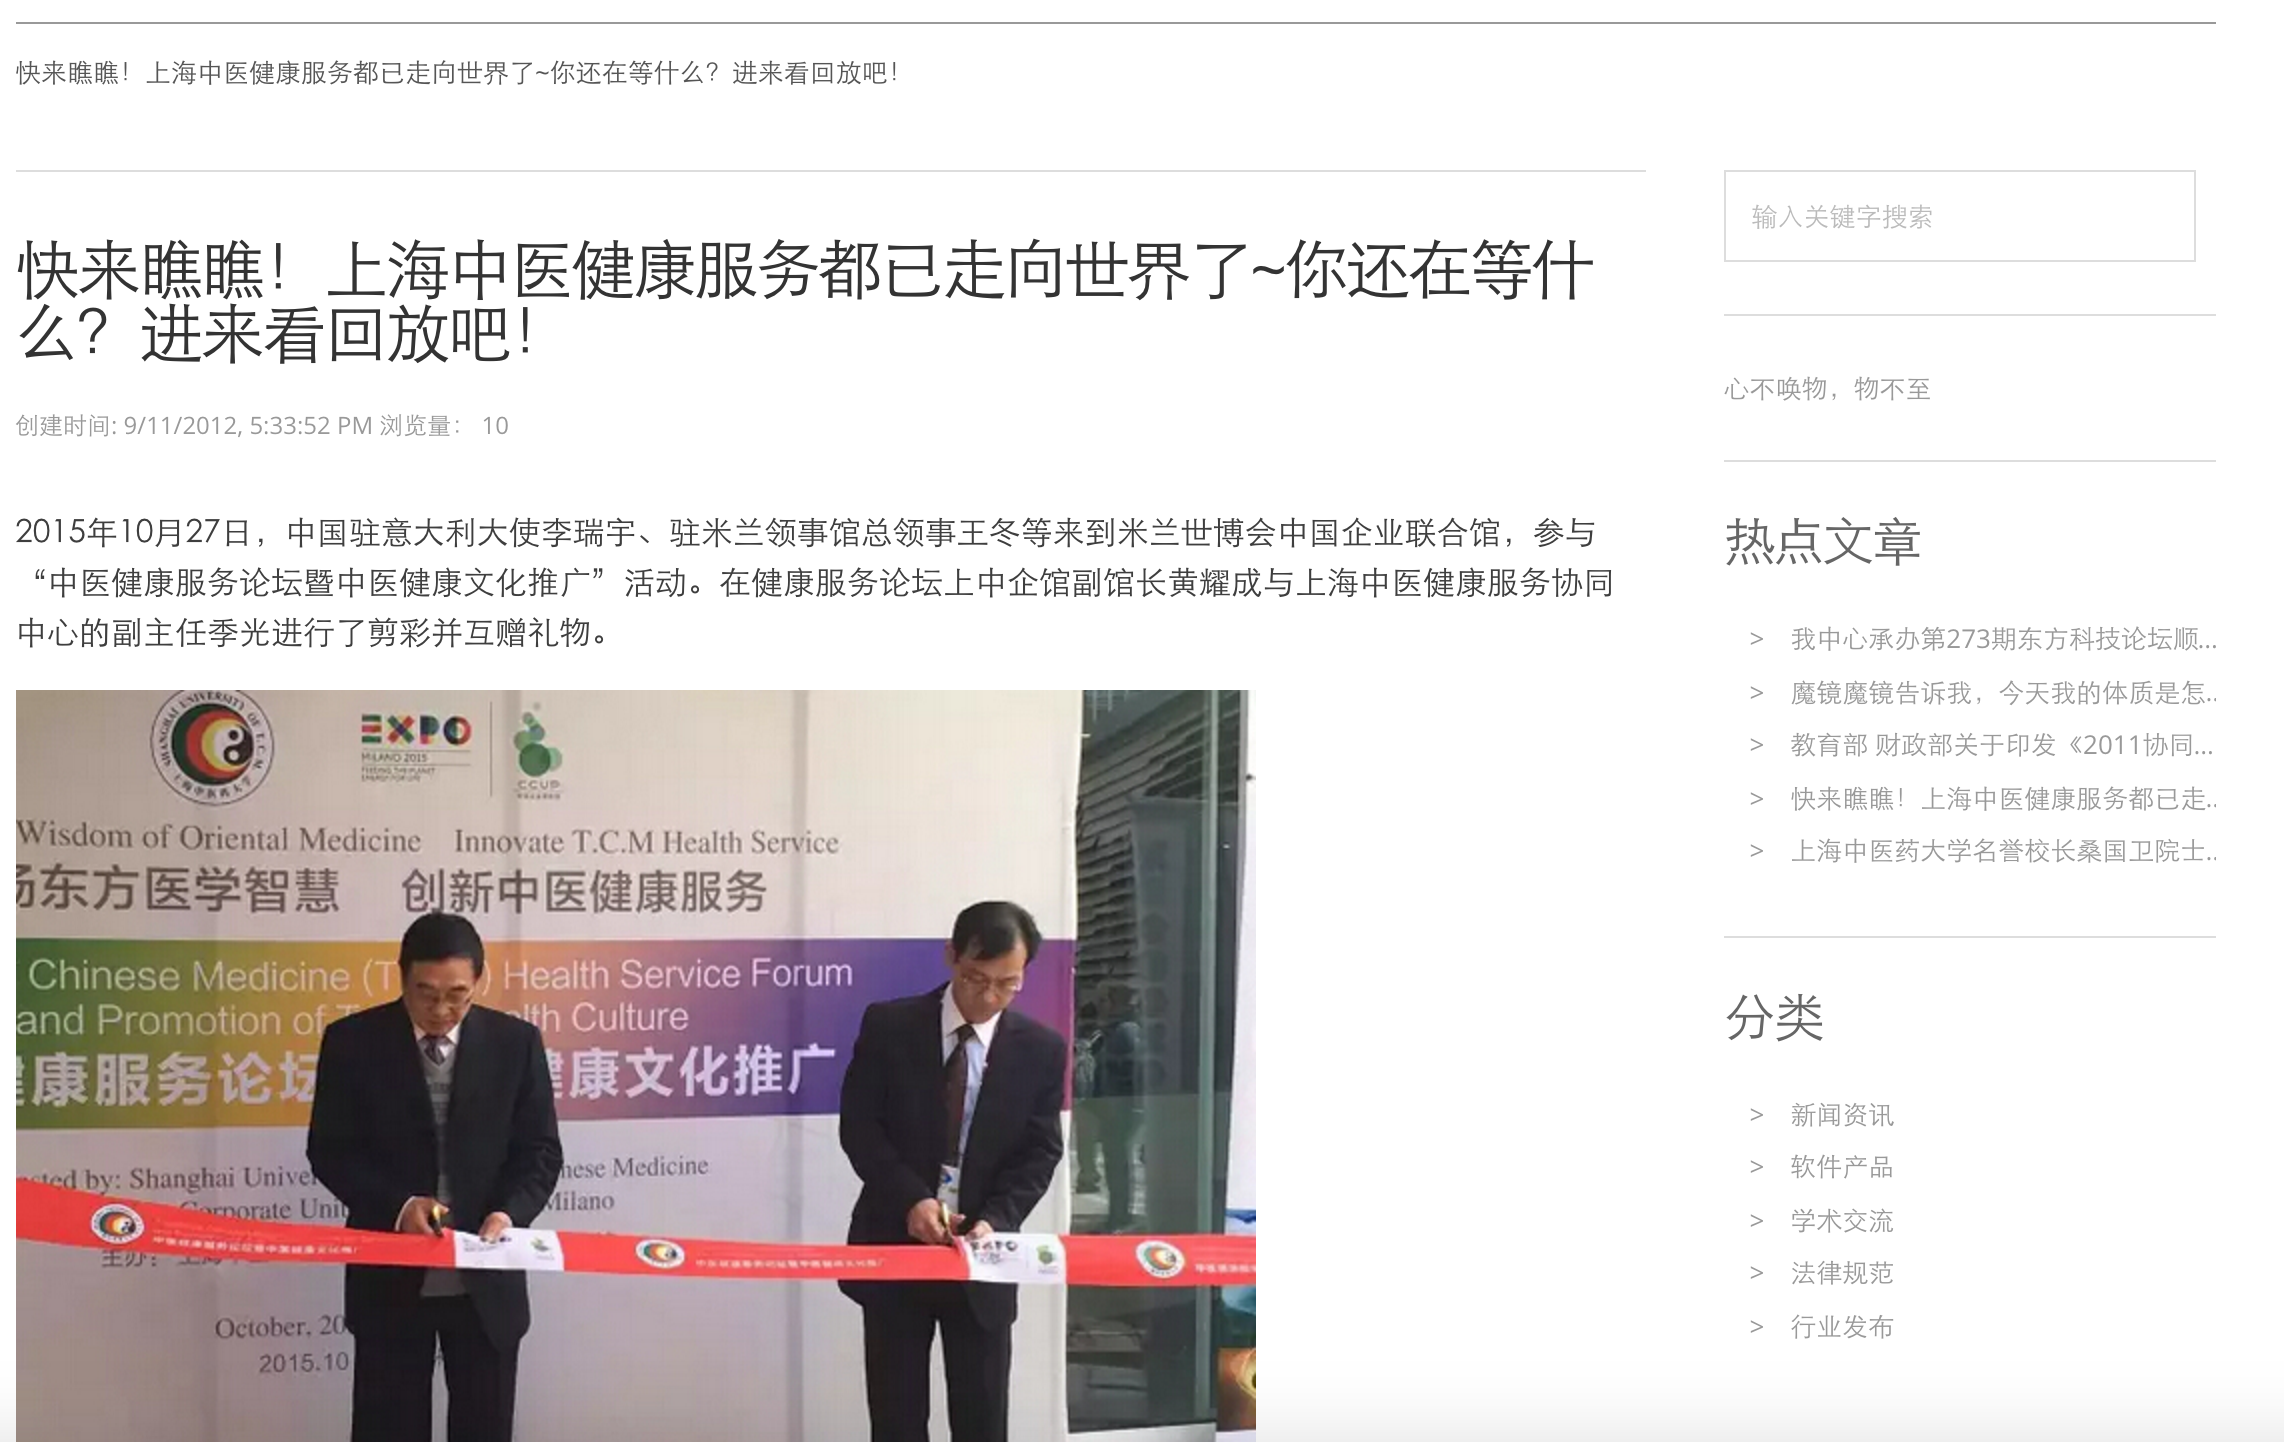 快来瞧瞧！上海中医健康服务都已走向世界了~你还在等什么？进来看回放吧！
快来瞧瞧！上海中医健康服务都已走向世界了~你还在等什
么？进来看回放吧！
创建时间: 9/11/2012, 5:33:52 PM 浏览量： 10
2015年10月27日，中国驻意大利大使李瑞宇、驻米兰领事馆总领事王冬等来到米兰世博会中国企业联合馆，参与
“中医健康服务论坛暨中医健康文化推广”活动。在健康服务论坛上中企馆副馆长黄耀成与上海中医健康服务协同
中心的副主任季光进行了剪彩并互赠礼物。
SHANGHAI UNIVERSITY OF T.C.M
上海中医药大学
EXPO
MILANO 2015
FEEDING THE PLANET
ENERGY FOR LIFE
CCUP
Wisdom of Oriental Medicine Innovate T.C.M Health Service
东方医学智慧 创新中医健康服务
Chinese Medicine (T ) Health Service Forum
and Promotion of lth Culture
康服务论坛 康文化推广
sted by: Shanghai Univer nese Medicine
Corporate Unit Milano
主办：上海
October, 20
2015.10
EXPO
输入关键字搜索
心不唤物，物不至
热点文章
> 我中心承办第273期东方科技论坛顺...
> 魔镜魔镜告诉我，今天我的体质是怎..
> 教育部 财政部关于印发《2011协同...
> 快来瞧瞧！上海中医健康服务都已走..
> 上海中医药大学名誉校长桑国卫院士..
分类
> 新闻资讯
> 软件产品
> 学术交流
> 法律规范
> 行业发布